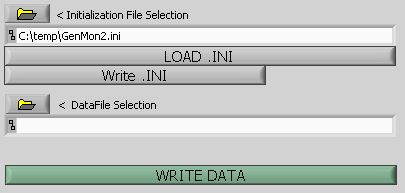 < Initialization File Selection
C:\temp\GenMon2.ini
LOAD .INI
Write .INI
< DataFile Selection
WRITE DATA